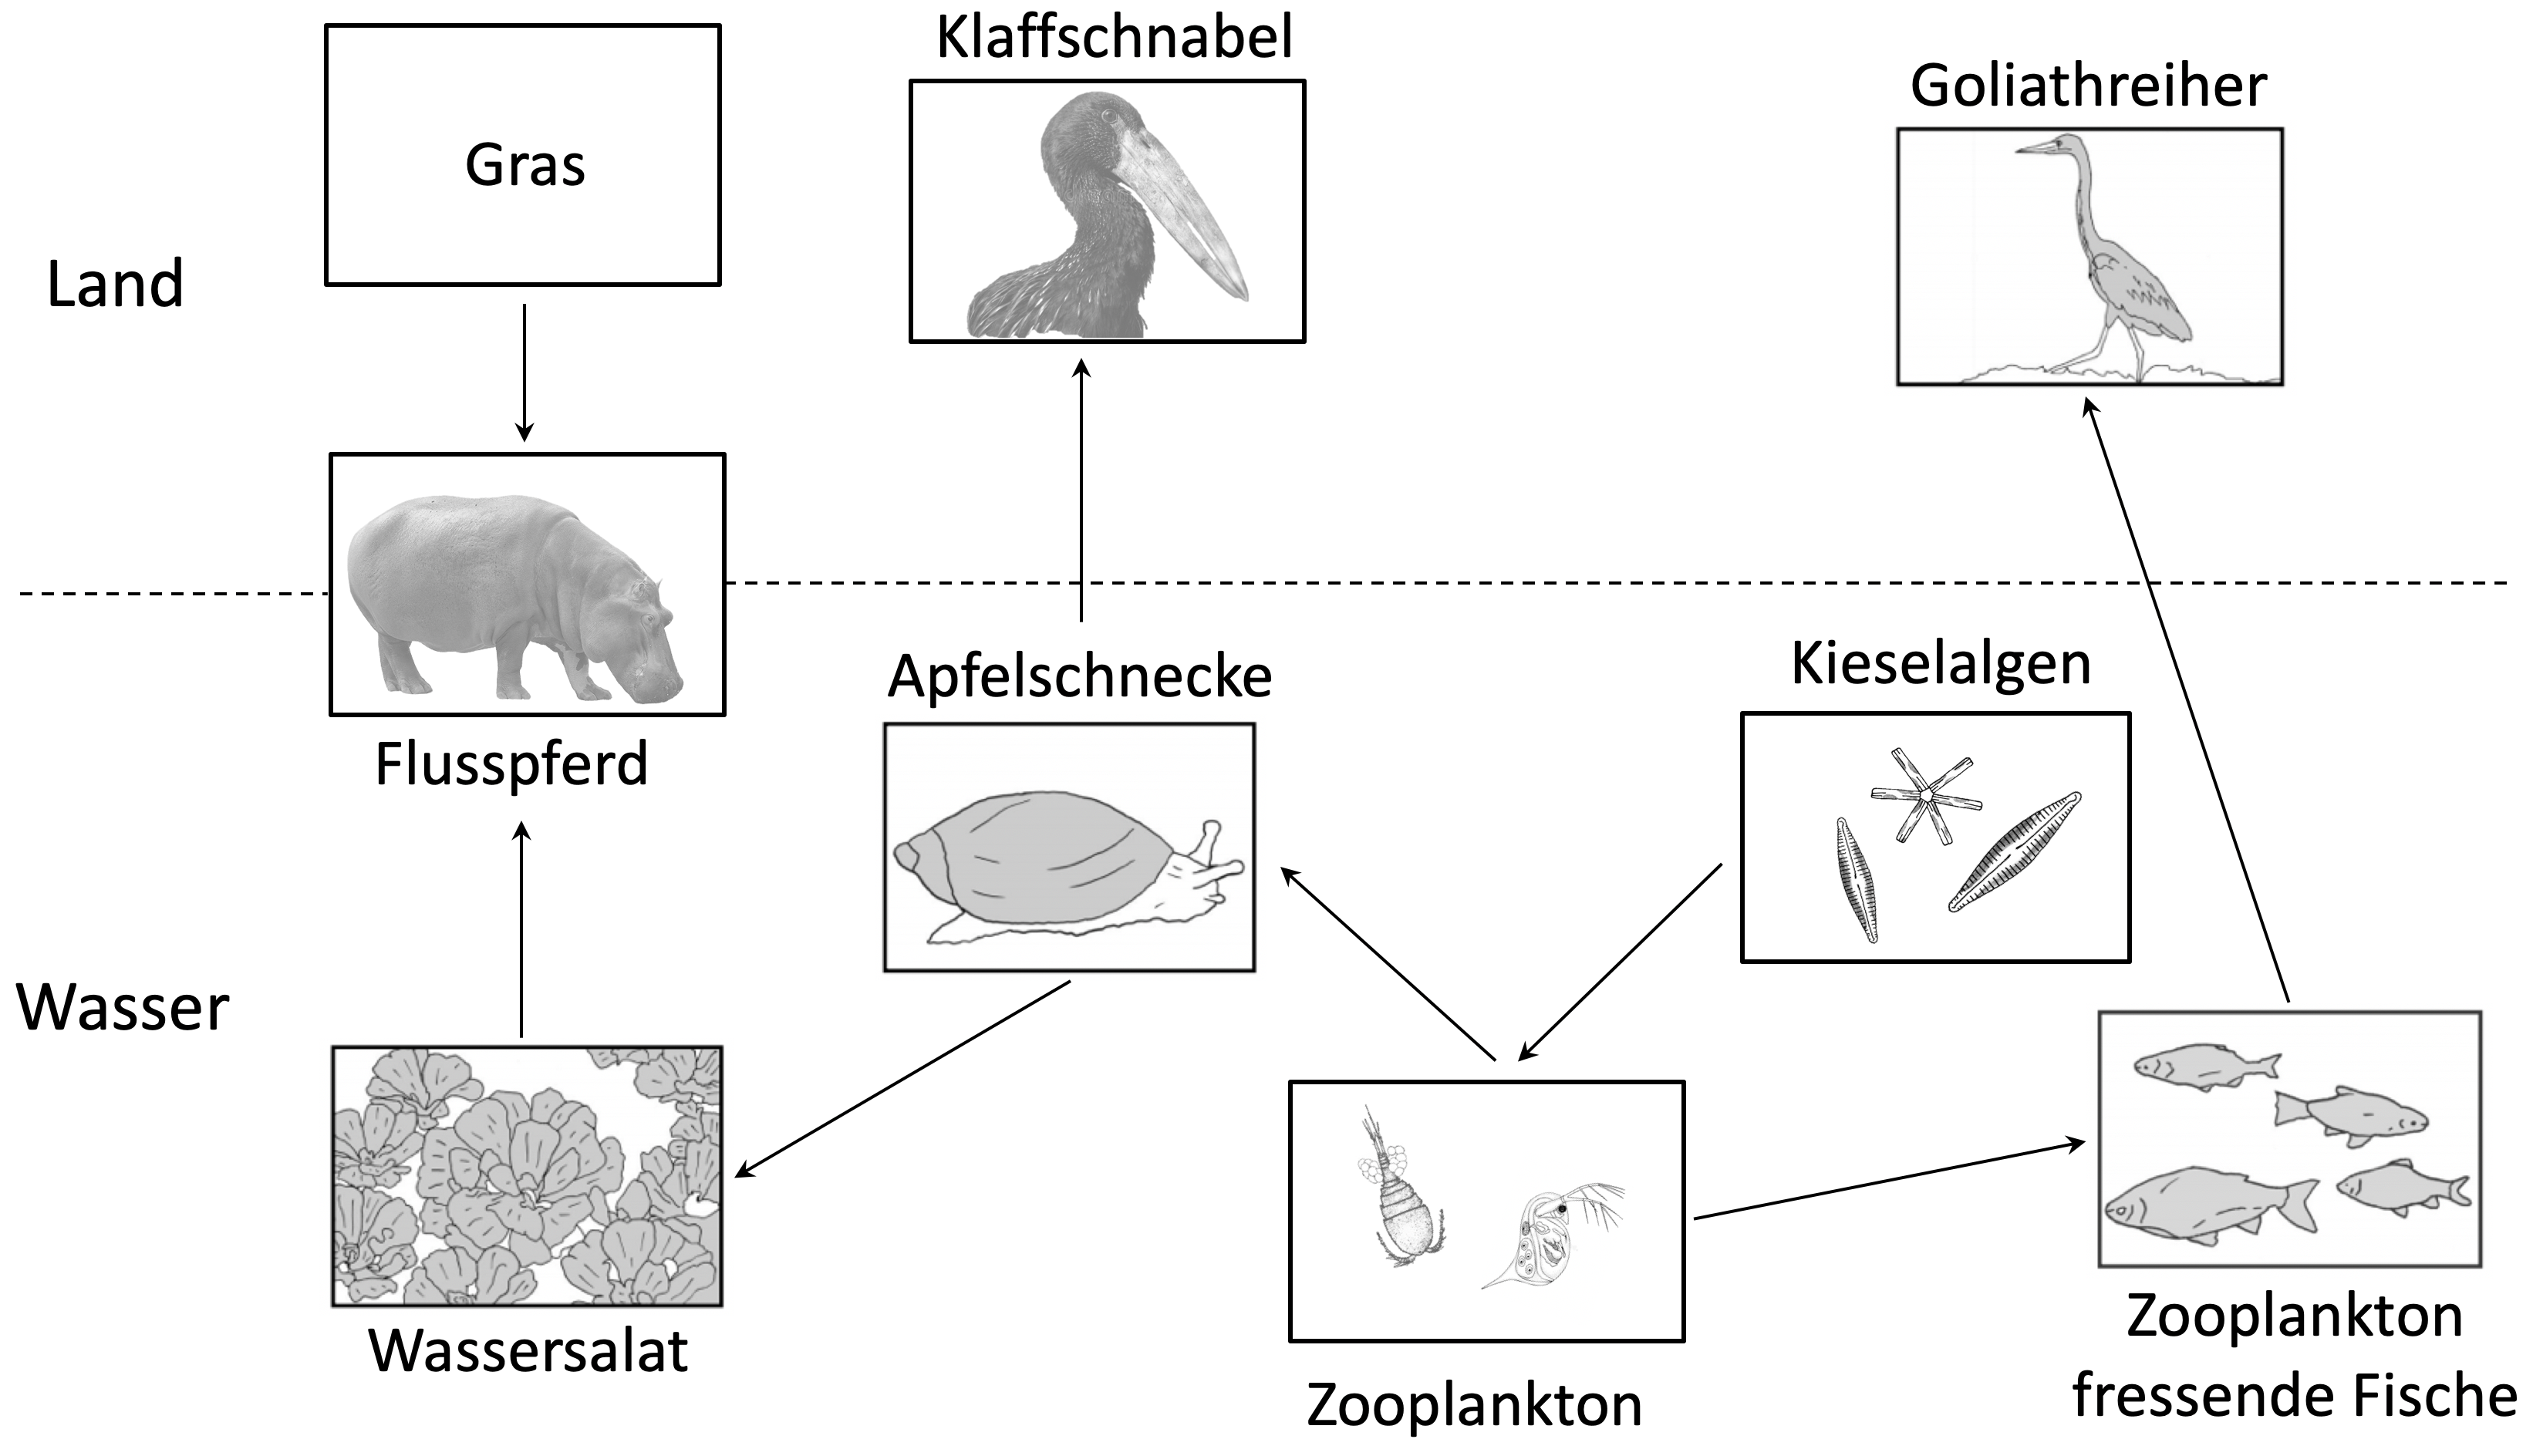 Klaffschnabel
Goliathreiher
Gras
Land
Kieselalgen
Apfelschnecke
Flusspferd
Wasser
Zooplankton
fressende Fische
Wassersalat
Zooplankton